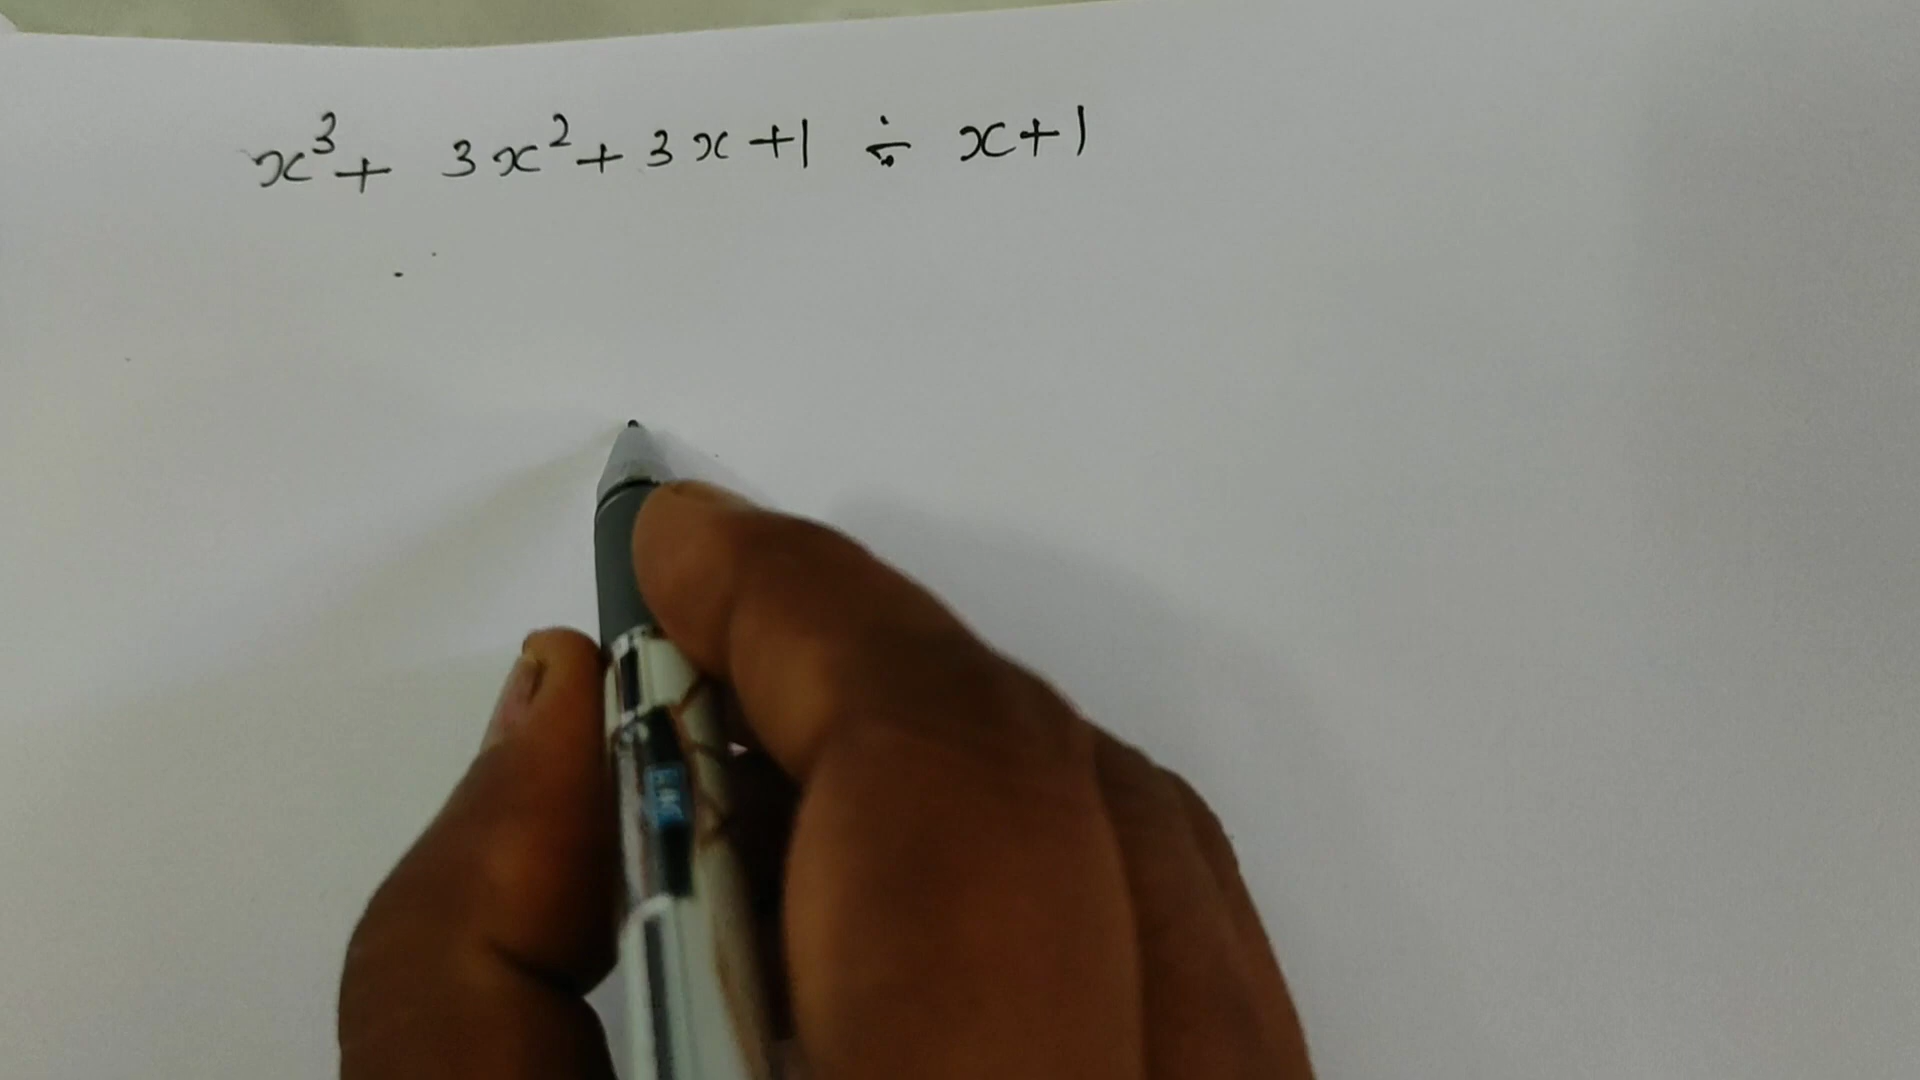 x³ + 3x² + 3x + 1 ÷ x + 1